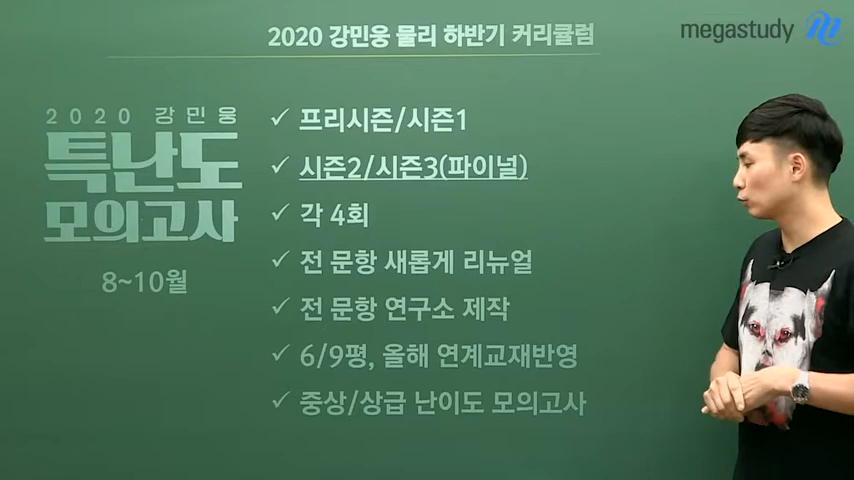 2020 강민웅 물리 하반기 커리큘럼
megastudy
2020 강민웅
특난도
모의고사
8~10월
✓ 프리시즌/시즌1
✓ 시즌2/시즌3(파이널)
✓ 각 4회
✓ 전 문항 새롭게 리뉴얼
✓ 전 문항 연구소 제작
✓ 6/9평, 올해 연계교재반영
✓ 중상/상급 난이도 모의고사